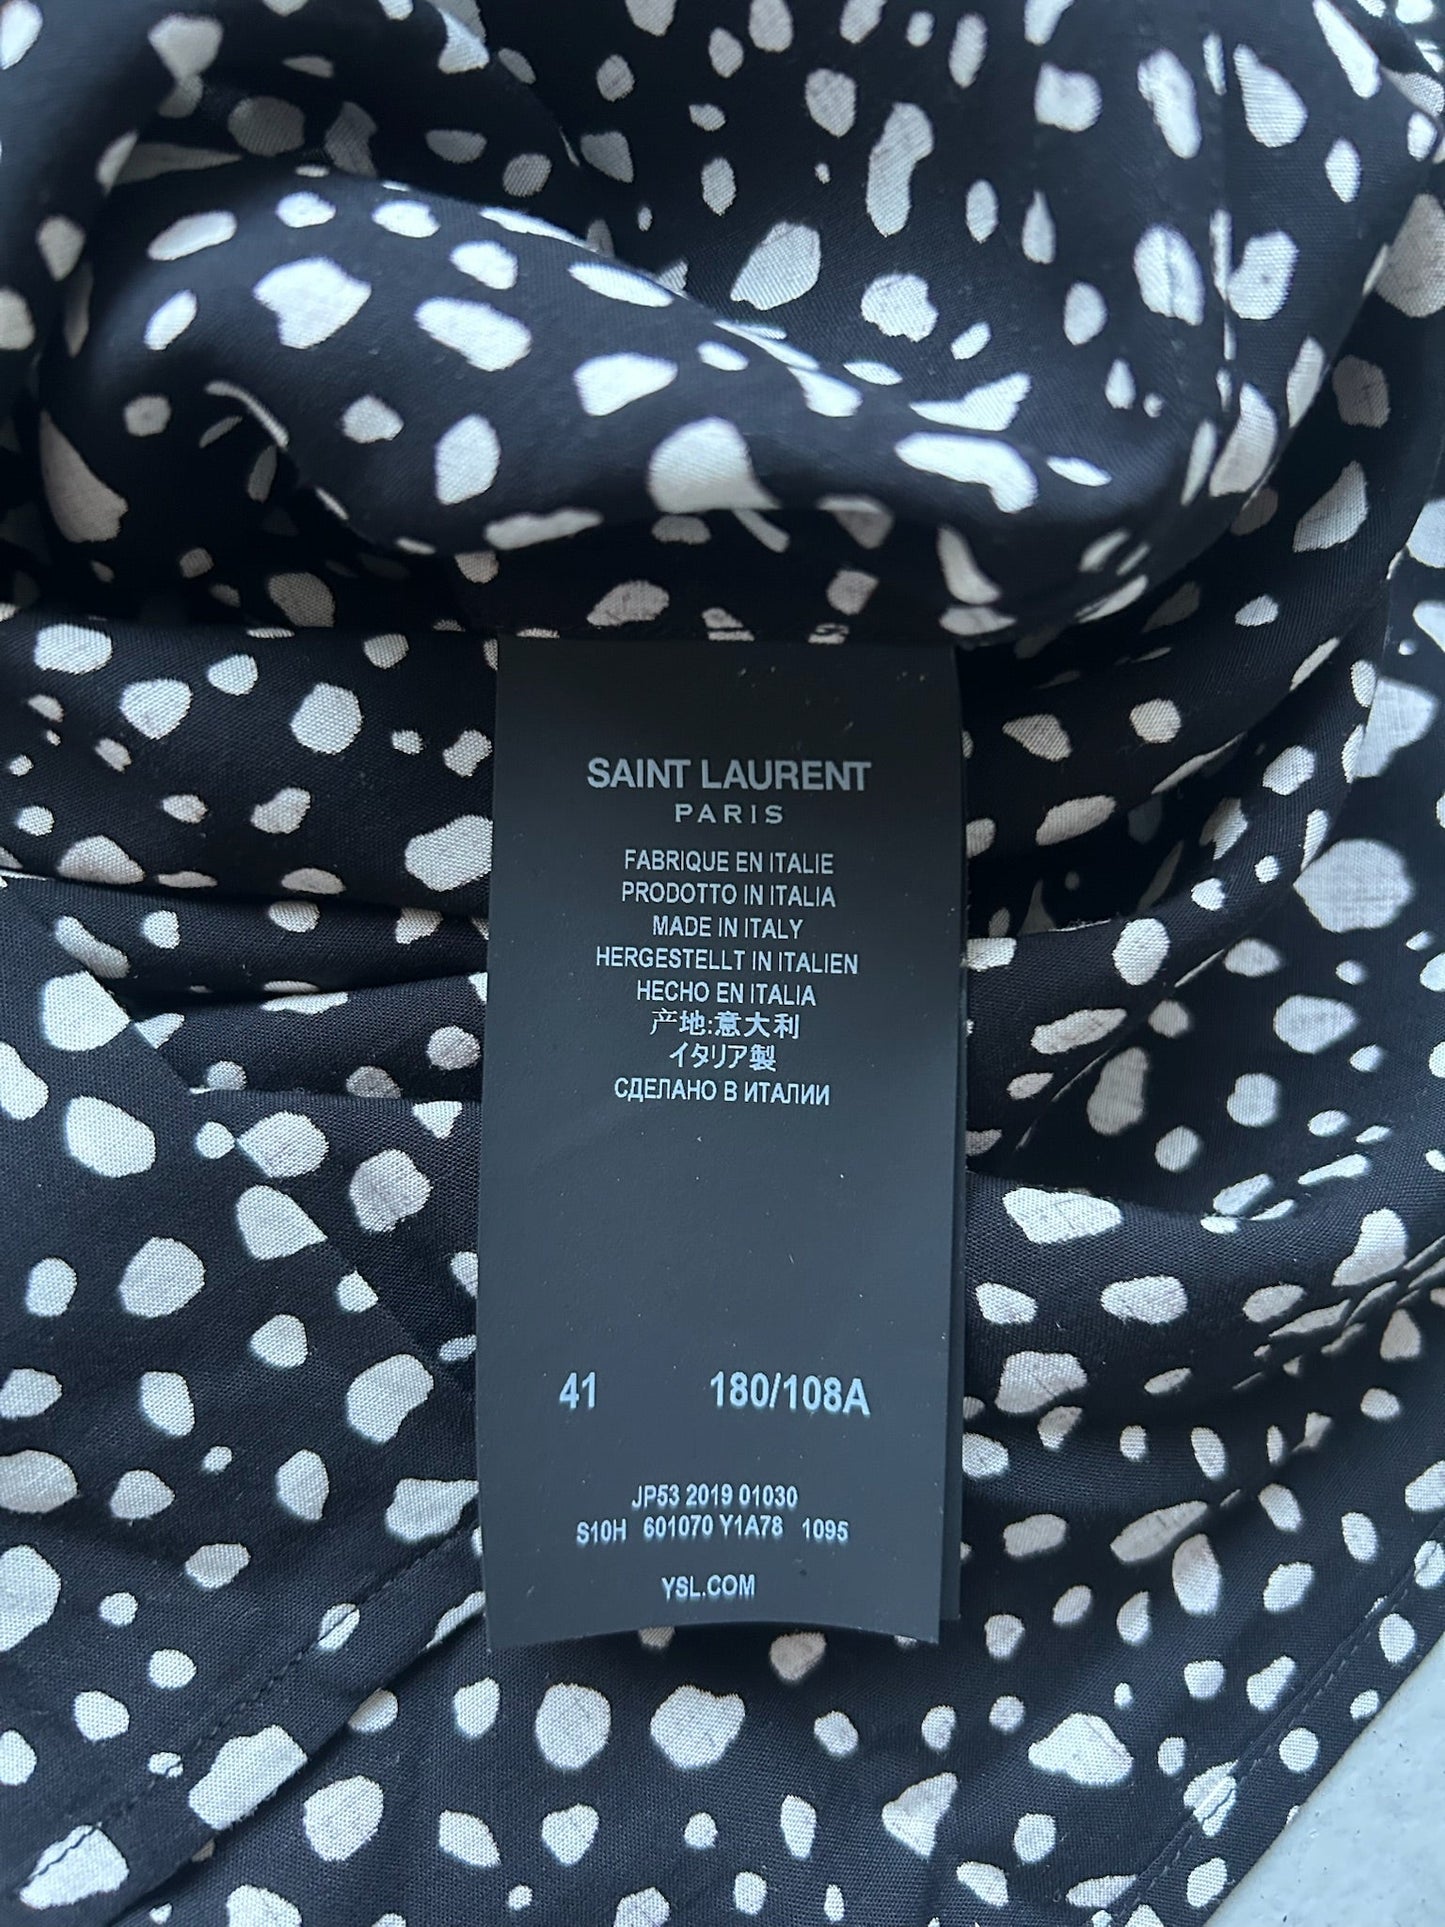 SAINT LAURENT
PARIS
FABRIQUE EN ITALIE
PRODOTTO IN ITALIA
MADE IN ITALY
HERGESTELLT IN ITALIEN
HECHO EN ITALIA
产地:意大利
イタリア製
СДЕЛАНО В ИТАЛИИ
41 180/108A
JP53 2019 01030
S10H 601070 Y1A78 1095
YSL.COM